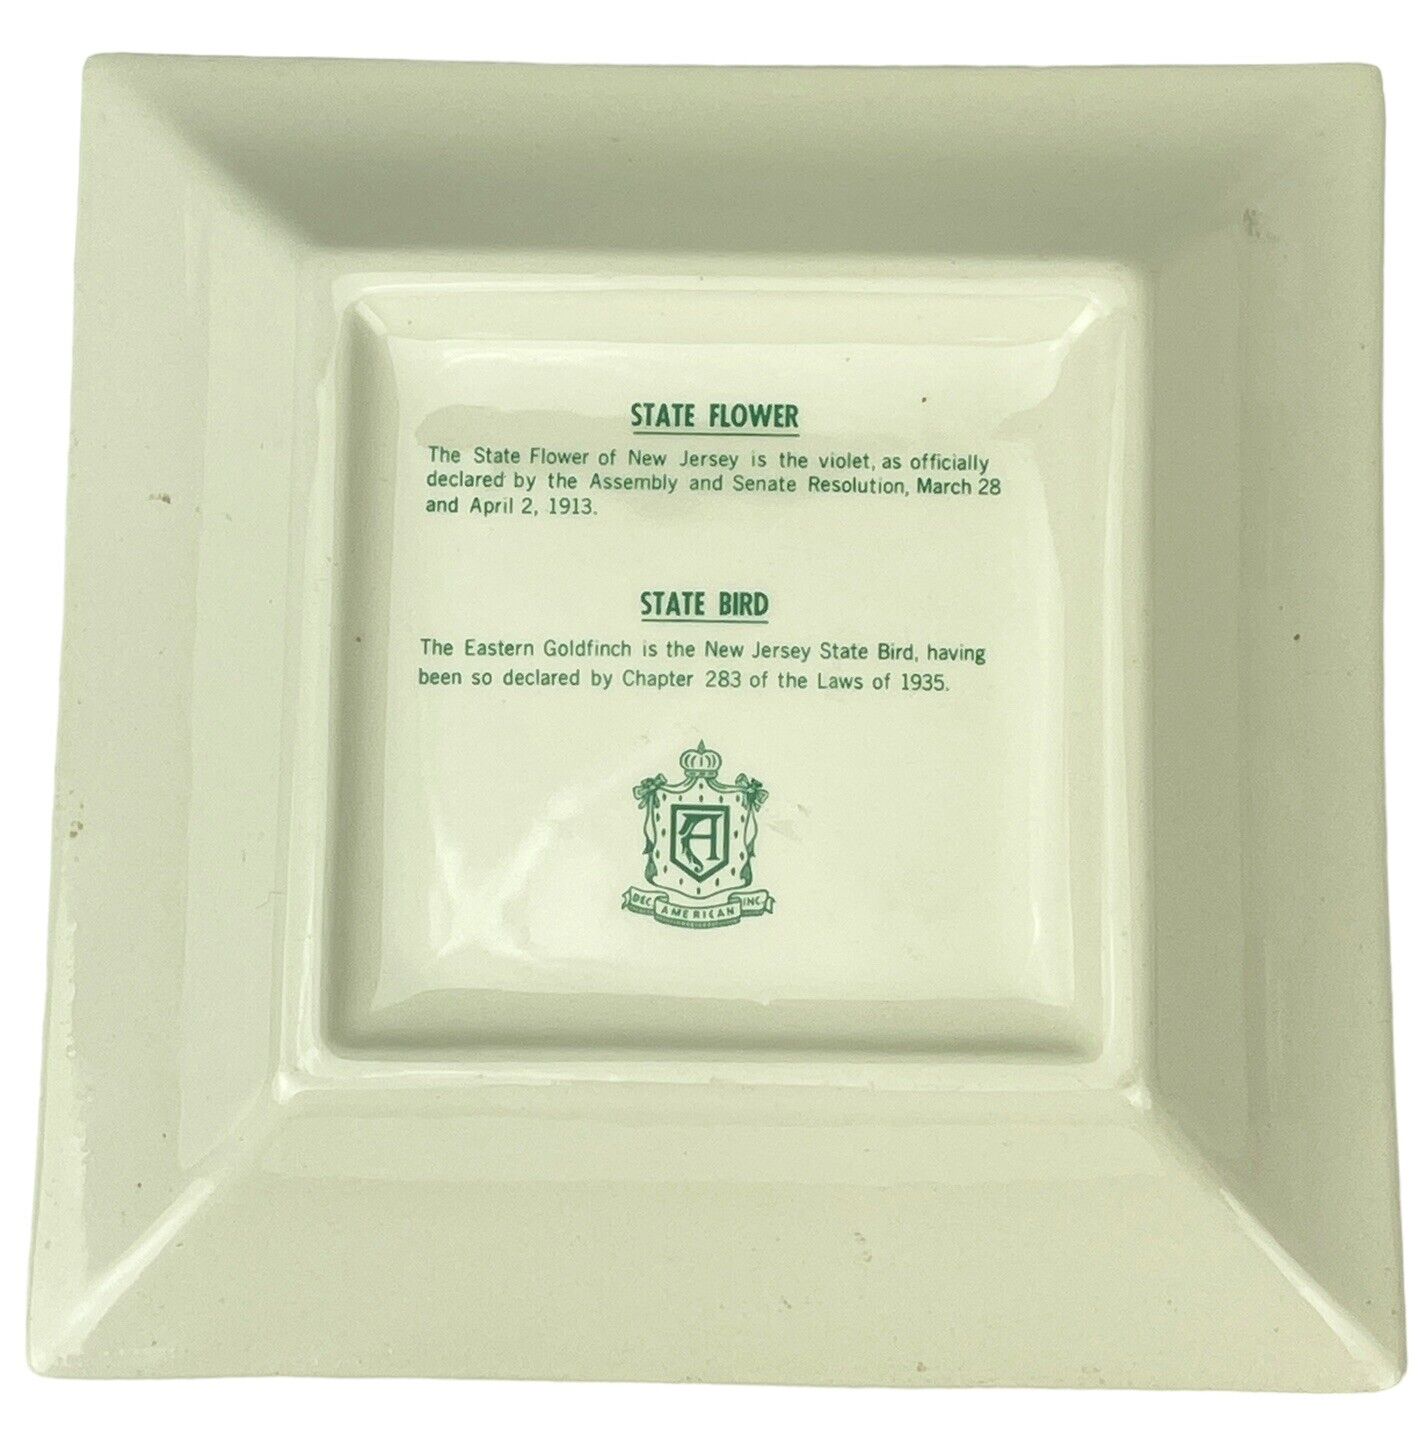 STATE FLOWER
The State Flower of New Jersey is the violet, as officially
declared by the Assembly and Senate Resolution, March 28
and April 2, 1913.
STATE BIRD
The Eastern Goldfinch is the New Jersey State Bird, having
been so declared by Chapter 283 of the Laws of 1935.
A
DEC. AMERICAN INC.